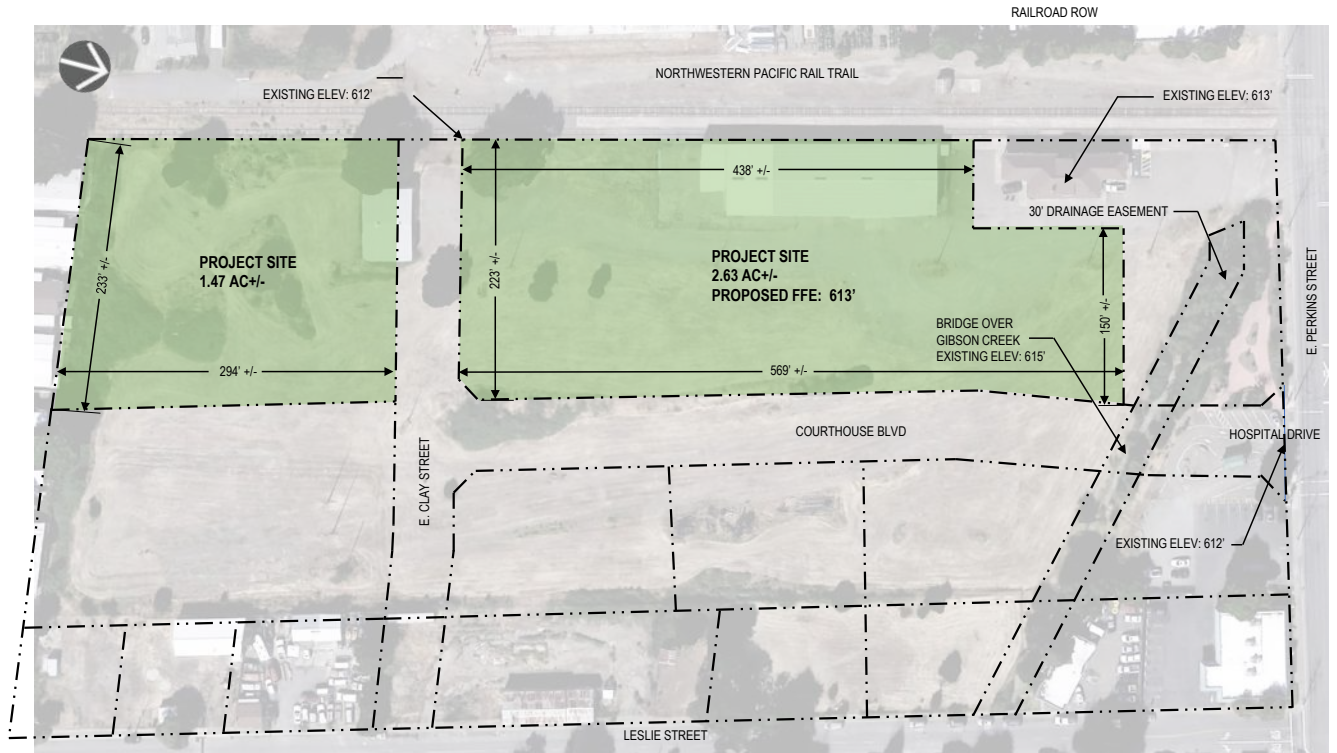 RAILROAD ROW
NORTHWESTERN PACIFIC RAIL TRAIL
EXISTING ELEV: 612'
EXISTING ELEV: 613'
438' +/-
30' DRAINAGE EASEMENT
233' +/-
PROJECT SITE
1.47 AC+/-
223' +/-
PROJECT SITE
2.63 AC+/-
PROPOSED FFE: 613'
150' +/-
E. PERKINS STREET
BRIDGE OVER
GIBSON CREEK
EXISTING ELEV: 615'
294' +/-
569' +/-
COURTHOUSE BLVD
HOSPITAL DRIVE
E. CLAY STREET
EXISTING ELEV: 612'
LESLIE STREET